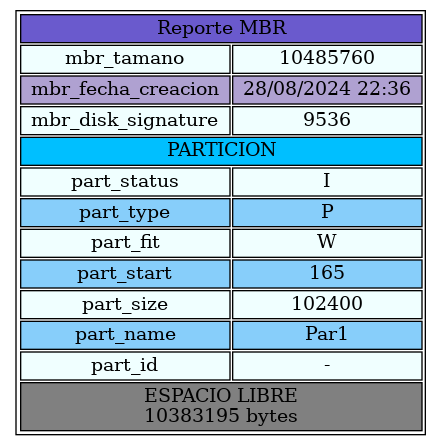 Reporte MBR
mbr_tamano 10485760
mbr_fecha_creacion 28/08/2024 22:36
mbr_disk_signature 9536
PARTICION
part_status I
part_type P
part_fit W
part_start 165
part_size 102400
part_name Par1
part_id -
ESPACIO LIBRE
10383195 bytes